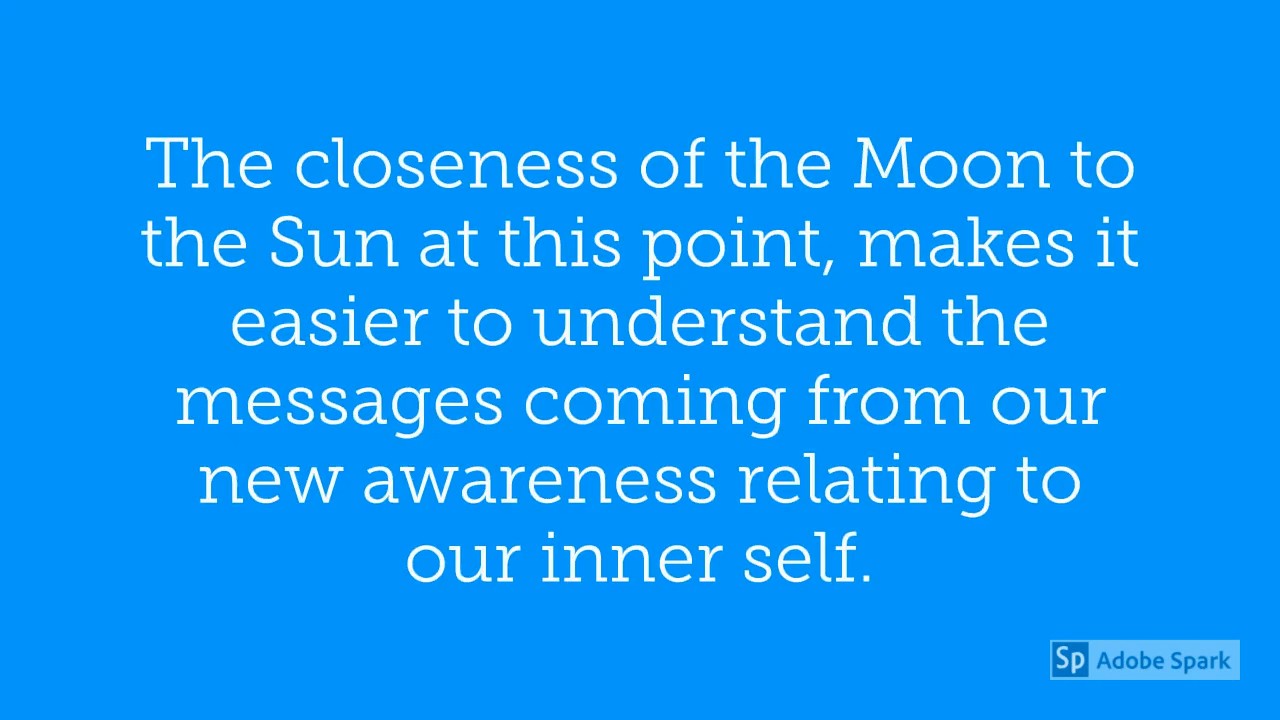 The closeness of the Moon to
the Sun at this point, makes it
easier to understand the
messages coming from our
new awareness relating to
our inner self.
Sp Adobe Spark